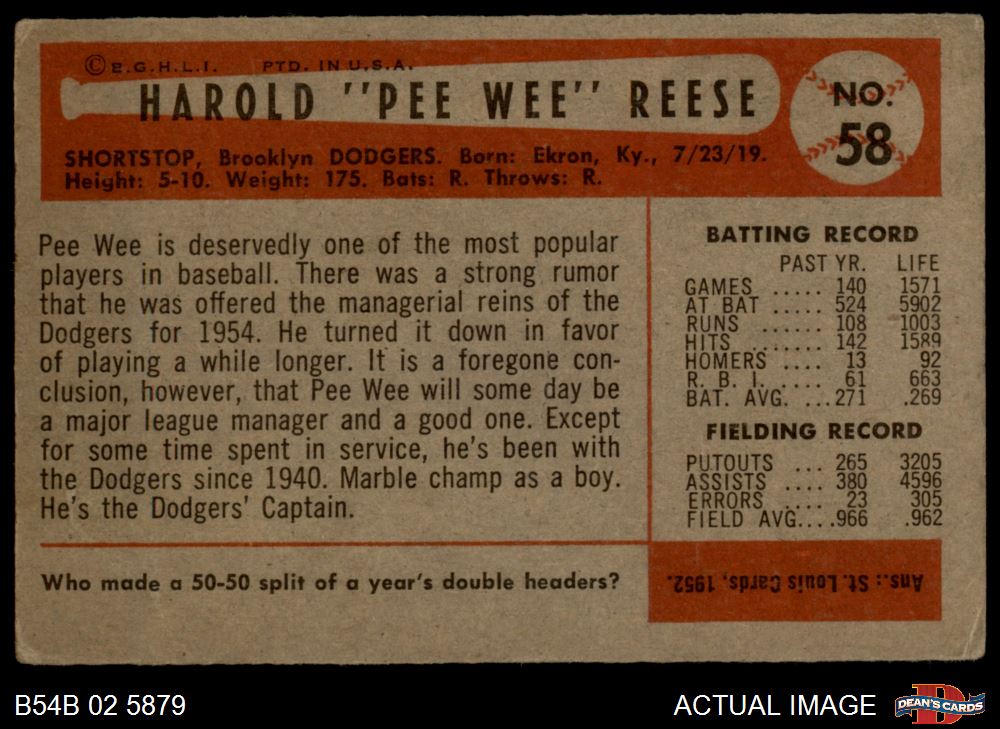 © E.G.H.L.I. PTD. IN U.S.A.
HAROLD "PEE WEE" REESE
NO.
58
SHORTSTOP, Brooklyn DODGERS. Born: Ekron, Ky., 7/23/19.
Height: 5-10. Weight: 175. Bats: R. Throws: R.
Pee Wee is deservedly one of the most popular
players in baseball. There was a strong rumor
that he was offered the managerial reins of the
Dodgers for 1954. He turned it down in favor
of playing a while longer. It is a foregone con-
clusion, however, that Pee Wee will some day be
a major league manager and a good one. Except
for some time spent in service, he's been with
the Dodgers since 1940. Marble champ as a boy.
He's the Dodgers' Captain.
BATTING RECORD
PAST YR. LIFE
GAMES ..... 140 1571
AT BAT ..... 524 5902
RUNS ...... 108 1003
HITS ...... 142 1589
HOMERS .... 13 92
R. B. I. .... 61 663
BAT. AVG. ...271 .269
FIELDING RECORD
PUTOUTS ... 265 3205
ASSISTS .... 380 4596
ERRORS .... 23 305
FIELD AVG....966 .962
Who made a 50-50 split of a year's double headers?
Ans.: St. Louis Cards, 1952.
B54B 02 5879
ACTUAL IMAGE
D
DEAN'S CARDS